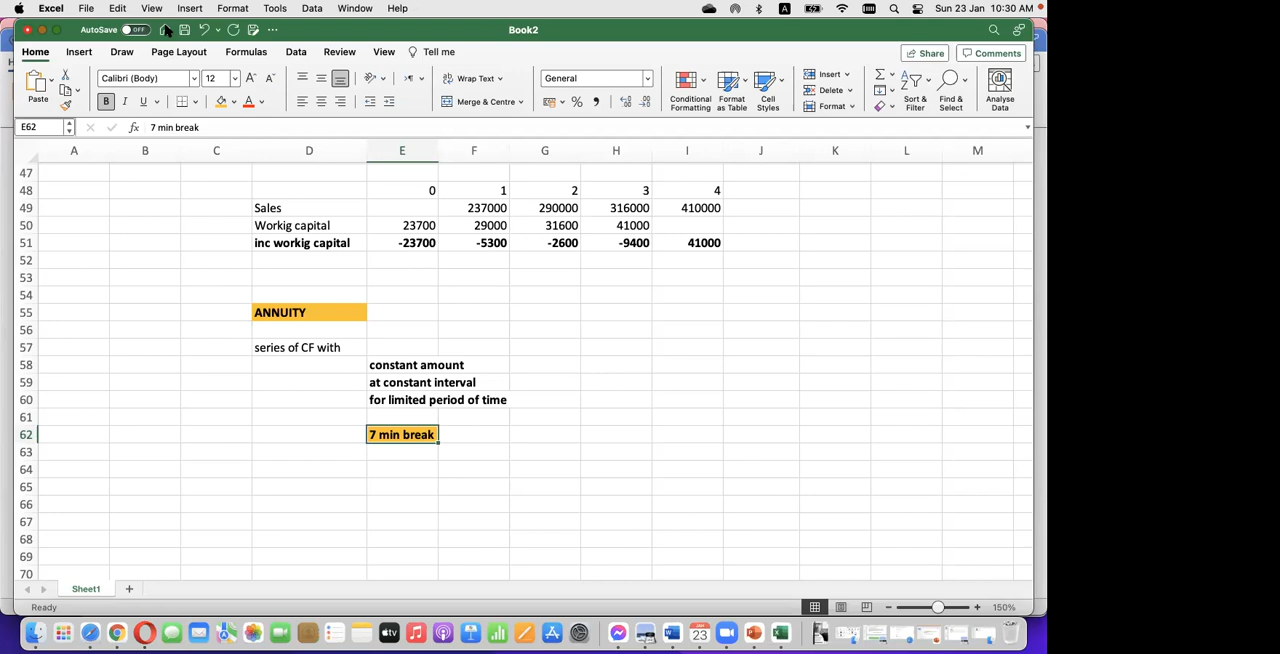 Excel File Edit View Insert Format Tools Data Window Help Sun 23 Jan 10:30 AM
AutoSave OFF Book2
Home Insert Draw Page Layout Formulas Data Review View Tell me Share Comments
Paste Calibri (Body) 12 Wrap Text General Conditional Formatting Format as Table Cell Styles Insert Sort & Filter Find & Select Analyse Data
B I U Merge & Centre Delete
Format
E62 fx 7 min break
A B C D E F G H I J K L M
47
48 0 1 2 3 4
49 Sales 237000 290000 316000 410000
50 Workig capital 23700 29000 31600 41000
51 inc workig capital -23700 -5300 -2600 -9400 41000
52
53
54
55 ANNUITY
56
57 series of CF with
58 constant amount
59 at constant interval
60 for limited period of time
61
62 7 min break
63
64
65
66
67
68
69
70
Sheet1
Ready 150%
tv JAN 23